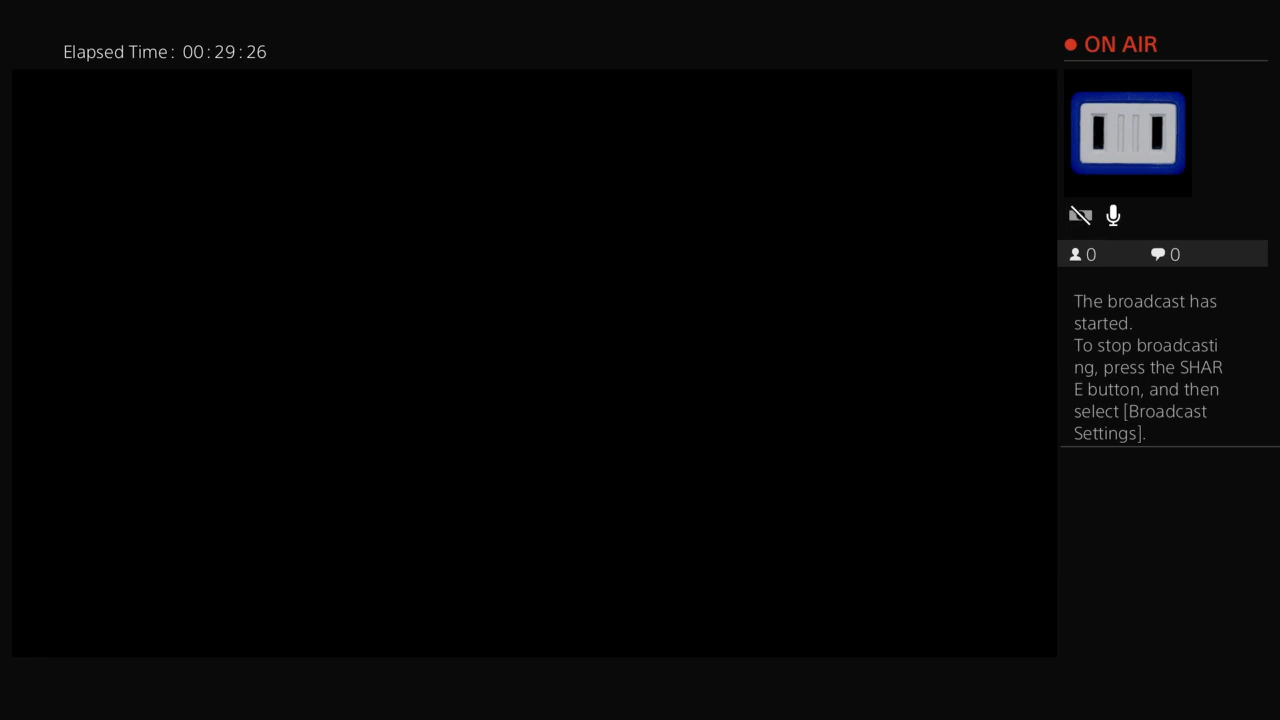 Elapsed Time: 00:29:26
ON AIR
0 0
The broadcast has
started.
To stop broadcasti
ng, press the SHAR
E button, and then
select [Broadcast
Settings].